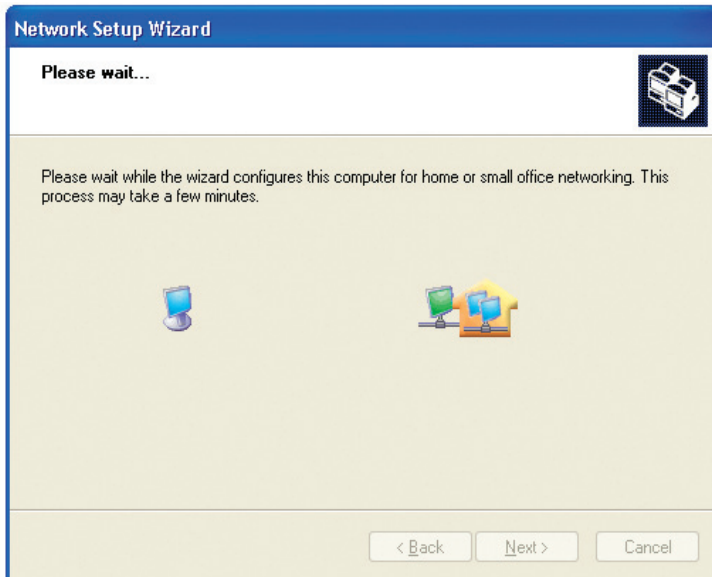 Network Setup Wizard
Please wait...
Please wait while the wizard configures this computer for home or small office networking. This
process may take a few minutes.
< Back
Next >
Cancel